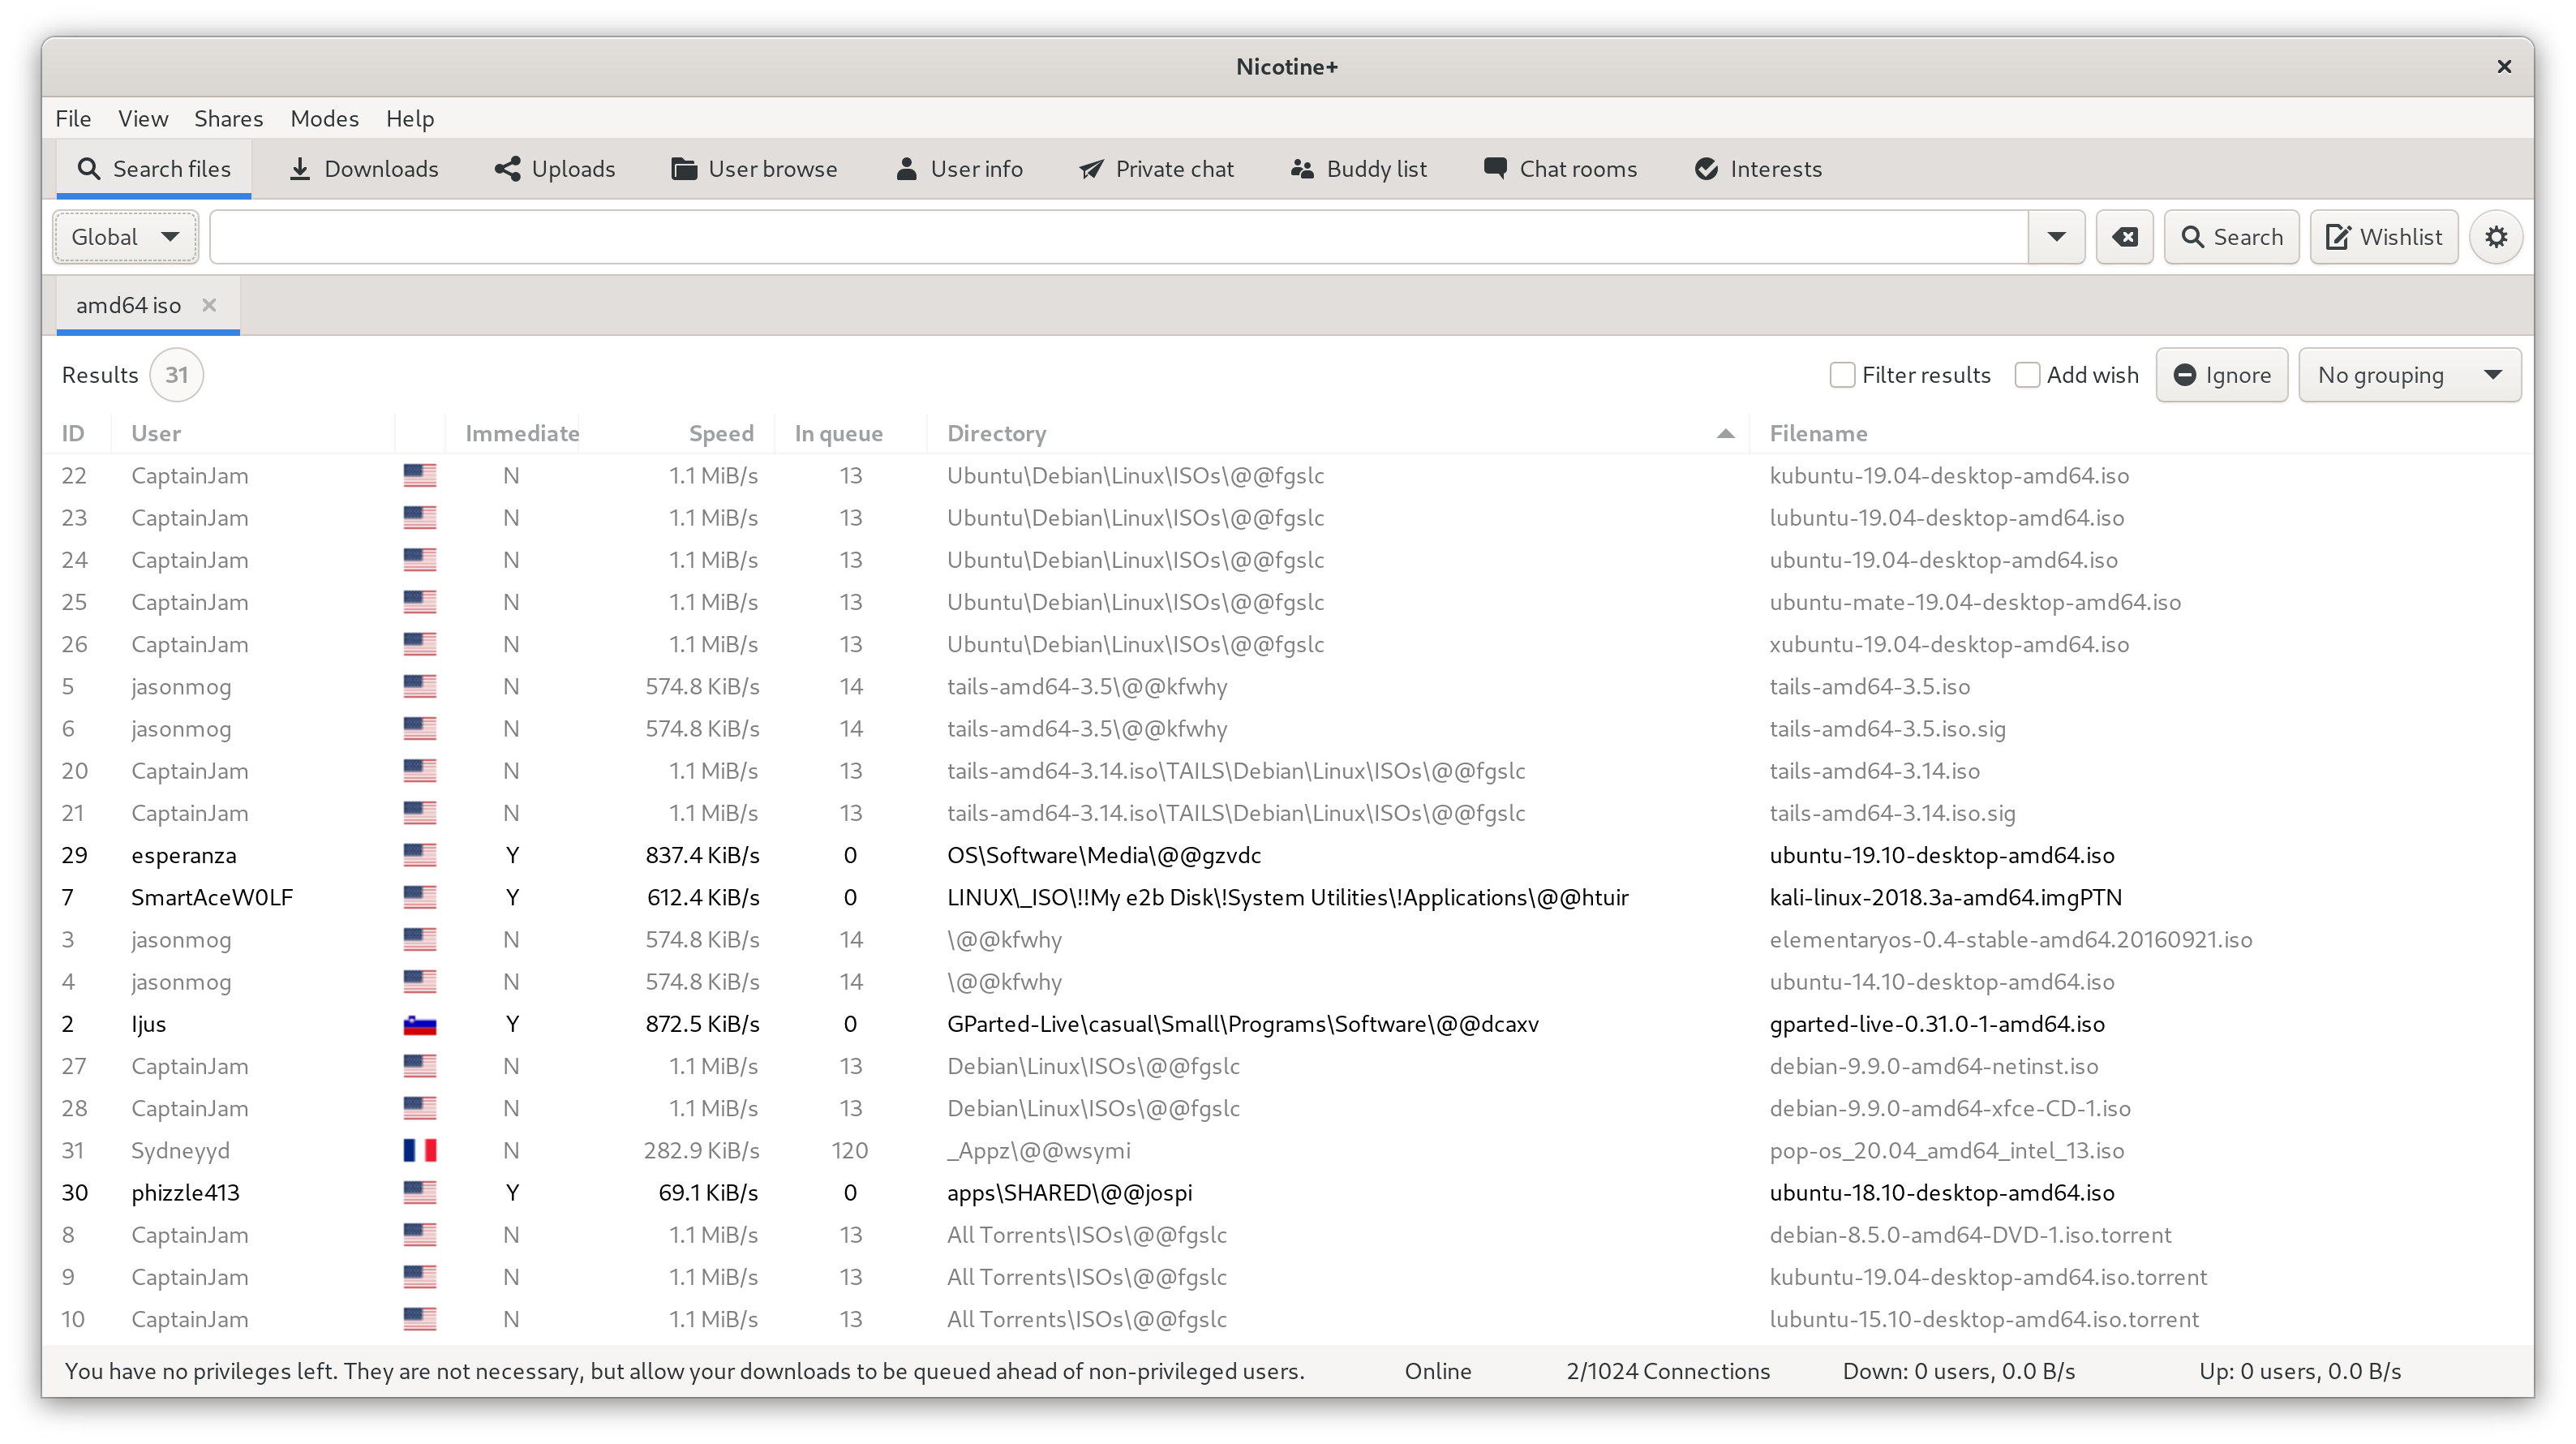 Nicotine+
File View Shares Modes Help
Search files Downloads Uploads User browse User info Private chat Buddy list Chat rooms Interests
Global Search Wishlist
amd64 iso
Results 31 Filter results Add wish Ignore No grouping
ID User Immediate Speed In queue Directory Filename
22 CaptainJam N 1.1 MiB/s 13 Ubuntu\Debian\Linux\ISOs\@@fgslc kubuntu-19.04-desktop-amd64.iso
23 CaptainJam N 1.1 MiB/s 13 Ubuntu\Debian\Linux\ISOs\@@fgslc lubuntu-19.04-desktop-amd64.iso
24 CaptainJam N 1.1 MiB/s 13 Ubuntu\Debian\Linux\ISOs\@@fgslc ubuntu-19.04-desktop-amd64.iso
25 CaptainJam N 1.1 MiB/s 13 Ubuntu\Debian\Linux\ISOs\@@fgslc ubuntu-mate-19.04-desktop-amd64.iso
26 CaptainJam N 1.1 MiB/s 13 Ubuntu\Debian\Linux\ISOs\@@fgslc xubuntu-19.04-desktop-amd64.iso
5 jasonmog N 574.8 KiB/s 14 tails-amd64-3.5\@@kfwhy tails-amd64-3.5.iso
6 jasonmog N 574.8 KiB/s 14 tails-amd64-3.5\@@kfwhy tails-amd64-3.5.iso.sig
20 CaptainJam N 1.1 MiB/s 13 tails-amd64-3.14.iso\TAILS\Debian\Linux\ISOs\@@fgslc tails-amd64-3.14.iso
21 CaptainJam N 1.1 MiB/s 13 tails-amd64-3.14.iso\TAILS\Debian\Linux\ISOs\@@fgslc tails-amd64-3.14.iso.sig
29 esperanza Y 837.4 KiB/s 0 OS\Software\Media\@@gzvdc ubuntu-19.10-desktop-amd64.iso
7 SmartAceW0LF Y 612.4 KiB/s 0 LINUX\_ISO\!!My e2b Disk\!System Utilities\!Applications\@@htuir kali-linux-2018.3a-amd64.imgPTN
3 jasonmog N 574.8 KiB/s 14 \@@kfwhy elementaryos-0.4-stable-amd64.20160921.iso
4 jasonmog N 574.8 KiB/s 14 \@@kfwhy ubuntu-14.10-desktop-amd64.iso
2 ljus Y 872.5 KiB/s 0 GParted-Live\casual\Small\Programs\Software\@@dcaxv gparted-live-0.31.0-1-amd64.iso
27 CaptainJam N 1.1 MiB/s 13 Debian\Linux\ISOs\@@fgslc debian-9.9.0-amd64-netinst.iso
28 CaptainJam N 1.1 MiB/s 13 Debian\Linux\ISOs\@@fgslc debian-9.9.0-amd64-xfce-CD-1.iso
31 Sydneyyd N 282.9 KiB/s 120 _Appz\@@wsymi pop-os_20.04_amd64_intel_13.iso
30 phizzle413 Y 69.1 KiB/s 0 apps\SHARED\@@jospi ubuntu-18.10-desktop-amd64.iso
8 CaptainJam N 1.1 MiB/s 13 All Torrents\ISOs\@@fgslc debian-8.5.0-amd64-DVD-1.iso.torrent
9 CaptainJam N 1.1 MiB/s 13 All Torrents\ISOs\@@fgslc kubuntu-19.04-desktop-amd64.iso.torrent
10 CaptainJam N 1.1 MiB/s 13 All Torrents\ISOs\@@fgslc lubuntu-15.10-desktop-amd64.iso.torrent
You have no privileges left. They are not necessary, but allow your downloads to be queued ahead of non-privileged users. Online 2/1024 Connections Down: 0 users, 0.0 B/s Up: 0 users, 0.0 B/s